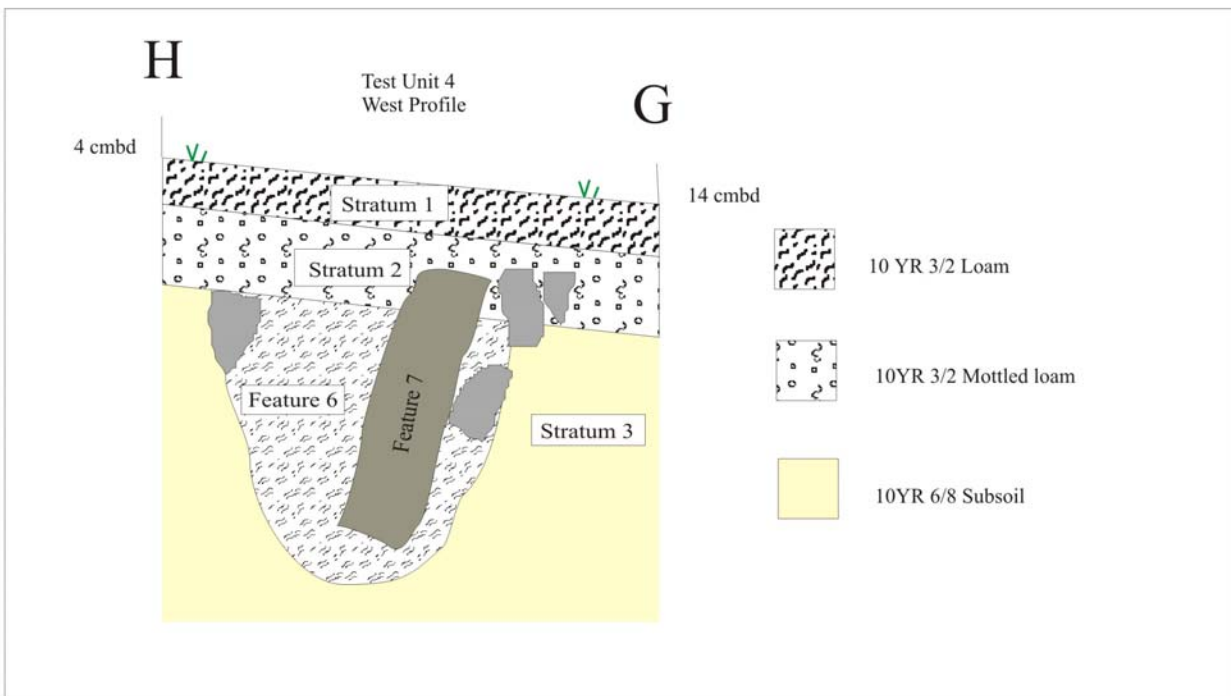 H
Test Unit 4
West Profile
G
4 cmbd
14 cmbd
Stratum 1
Stratum 2
10 YR 3/2 Loam
Feature 6
Feature 7
10YR 3/2 Mottled loam
Stratum 3
10YR 6/8 Subsoil